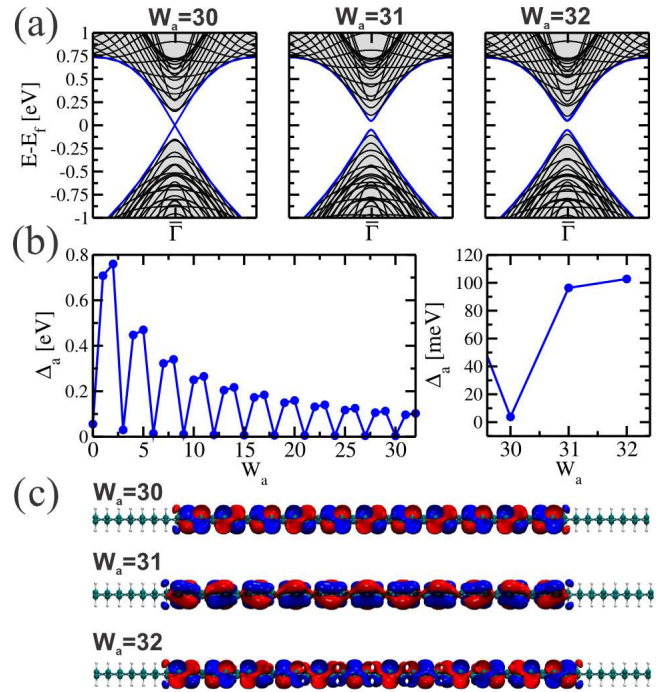 (a)
W_a=30 W_a=31 W_a=32
E-E_f [eV]
1
0.75
0.5
0.25
0
-0.25
-0.5
-0.75
-1
Γ̄ Γ̄ Γ̄
(b)
Δ_a [eV]
0.8
0.6
0.4
0.2
0
0 5 10 15 20 25 30
W_a
Δ_a [meV]
120
100
80
60
40
20
0
30 31 32
W_a
(c)
W_a=30
W_a=31
W_a=32